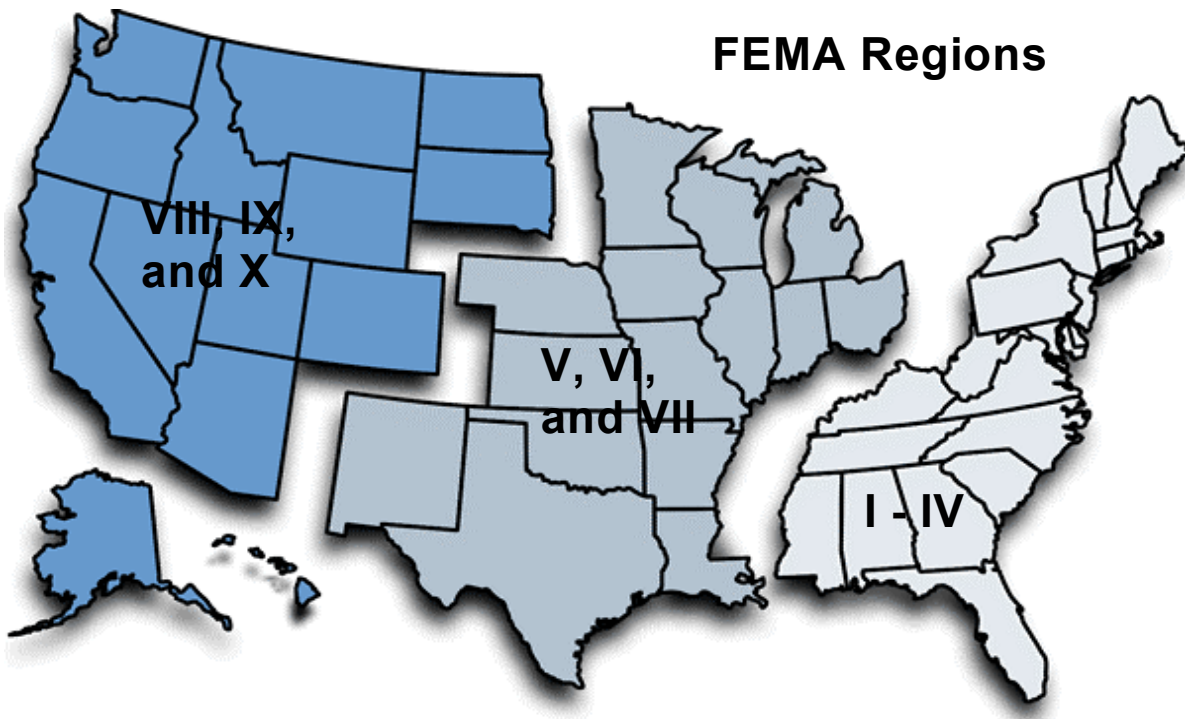 FEMA Regions
VIII, IX,
and X
V, VI,
and VII
I - IV